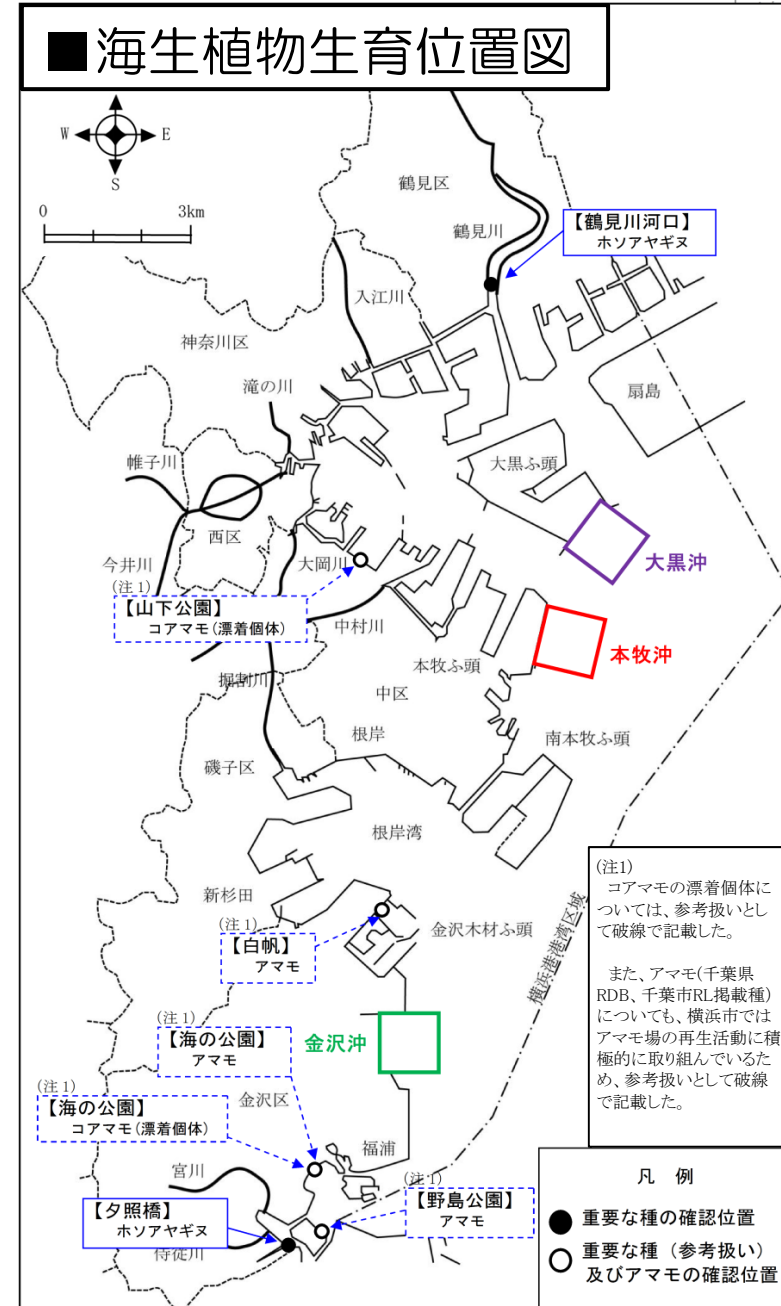 ■海生植物生育位置図
W
E
S
0
3km
鶴見区
鶴見川
【鶴見川河口】
ホソアヤギヌ
入江川
神奈川区
滝の川
扇島
帷子川
大黒ふ頭
西区
今井川
大岡川
大黒沖
(注1)
【山下公園】
コアマモ(漂着個体)
中村川
本牧ふ頭
本牧沖
掘割川
中区
根岸
南本牧ふ頭
磯子区
根岸湾
新杉田
(注1)
【白帆】
アマモ
金沢木材ふ頭
横浜港港湾区域
(注1)
コアマモの漂着個体に
ついては、参考扱いとし
て破線で記載した。
また、アマモ(千葉県
RDB、千葉市RL掲載種)
についても、横浜市では
アマモ場の再生活動に積
極的に取り組んでいるた
め、参考扱いとして破線
で記載した。
(注1)
【海の公園】
アマモ
金沢沖
(注1)
【海の公園】
コアマモ(漂着個体)
金沢区
福浦
宮川
(注1)
【野島公園】
アマモ
【夕照橋】
ホソアヤギヌ
侍従川
凡 例
重要な種の確認位置
重要な種(参考扱い)
及びアマモの確認位置